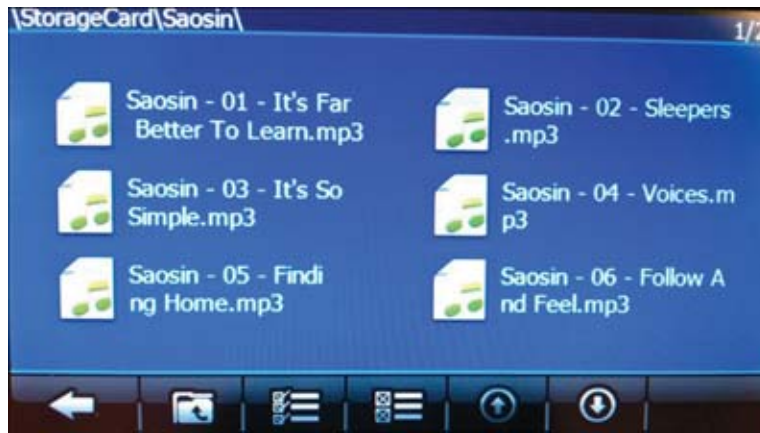 \StorageCard\Saosin\
1/2
Saosin - 01 - It's Far
Better To Learn.mp3
Saosin - 02 - Sleepers
.mp3
Saosin - 03 - It's So
Simple.mp3
Saosin - 04 - Voices.m
p3
Saosin - 05 - Findi
ng Home.mp3
Saosin - 06 - Follow A
nd Feel.mp3